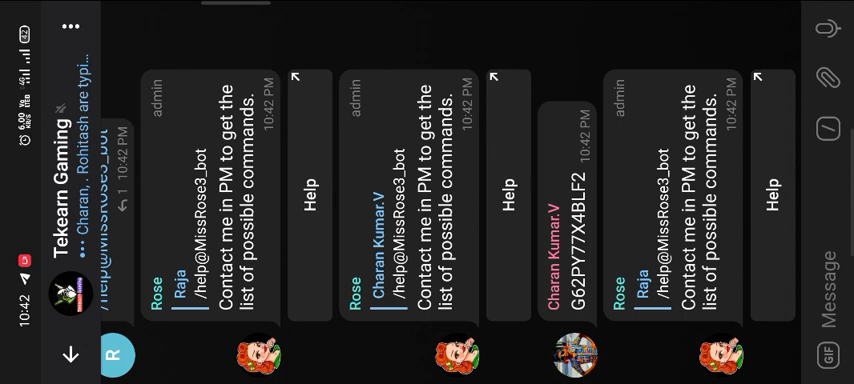 10:42
6.00 KB/S
4G
42
Tekearn Gaming
Charan, . Rohitash are typi...
/help@MissRose3_bot
1 10:42 PM
R
Rose admin
Raja
/help@MissRose3_bot
Contact me in PM to get the
list of possible commands.
10:42 PM
Help
Rose admin
Charan Kumar.V
/help@MissRose3_bot
Contact me in PM to get the
list of possible commands.
10:42 PM
Help
Charan Kumar.V
G62PY77X4BLF2 10:42 PM
Rose admin
Raja
/help@MissRose3_bot
Contact me in PM to get the
list of possible commands.
10:42 PM
Help
GIF
Message
/